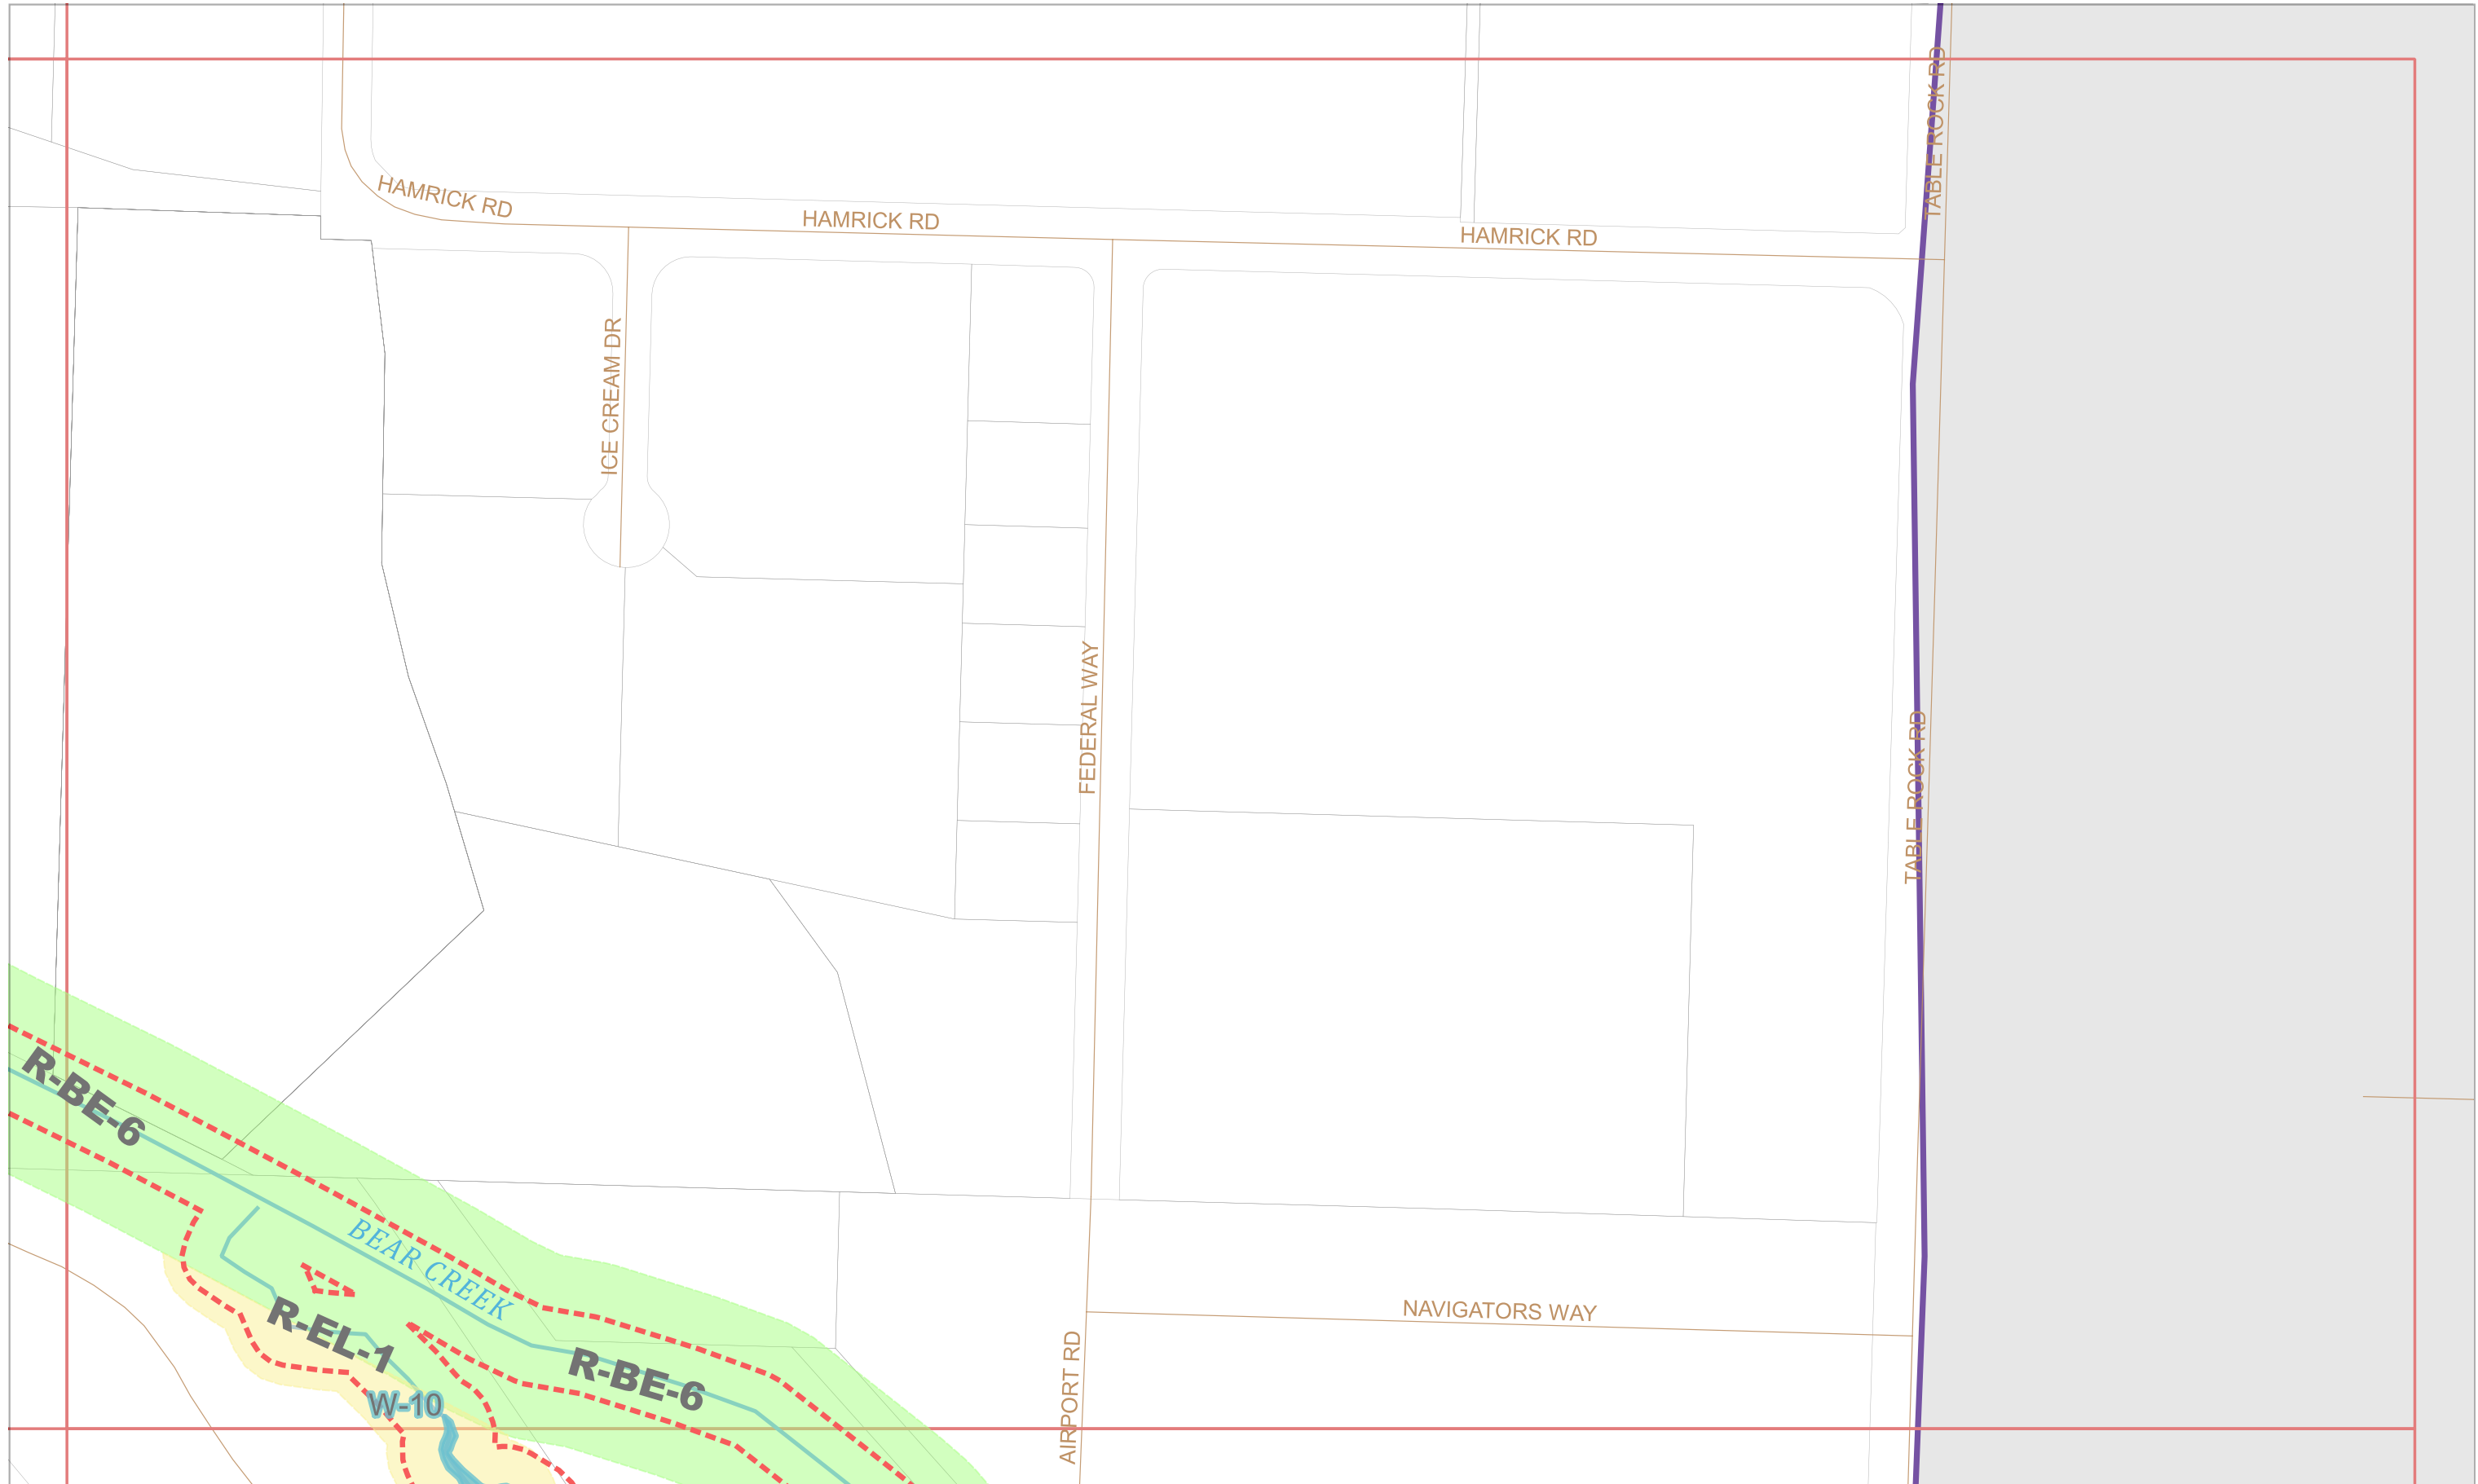 TABLE ROCK RD
HAMRICK RD
HAMRICK RD
HAMRICK RD
ICE CREAM DR
FEDERAL WAY
TABLE ROCK RD
R-BE-6
BEAR CREEK
R-EL-1
NAVIGATORS WAY
R-BE-6
W-10
AIRPORT RD